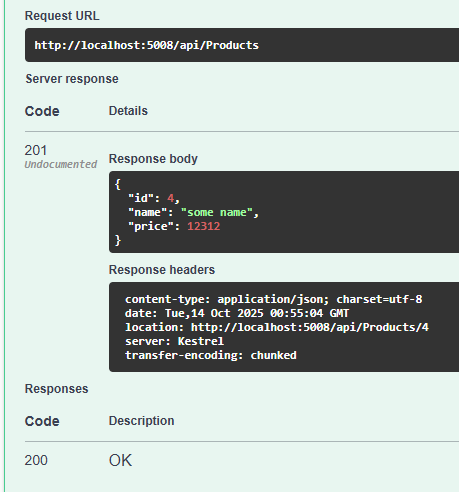 Request URL
http://localhost:5008/api/Products
Server response
Code Details
201
Undocumented
Response body
{
  "id": 4,
  "name": "some name",
  "price": 12312
}
Response headers
content-type: application/json; charset=utf-8
date: Tue,14 Oct 2025 00:55:04 GMT
location: http://localhost:5008/api/Products/4
server: Kestrel
transfer-encoding: chunked
Responses
Code Description
200 OK